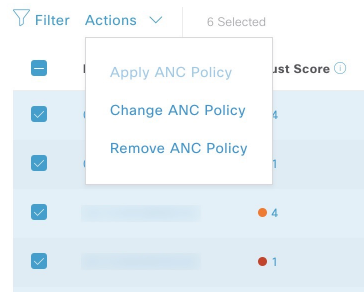 Filter Actions 6 Selected
Apply ANC Policy
ust Score
Change ANC Policy
4
Remove ANC Policy
1
4
1